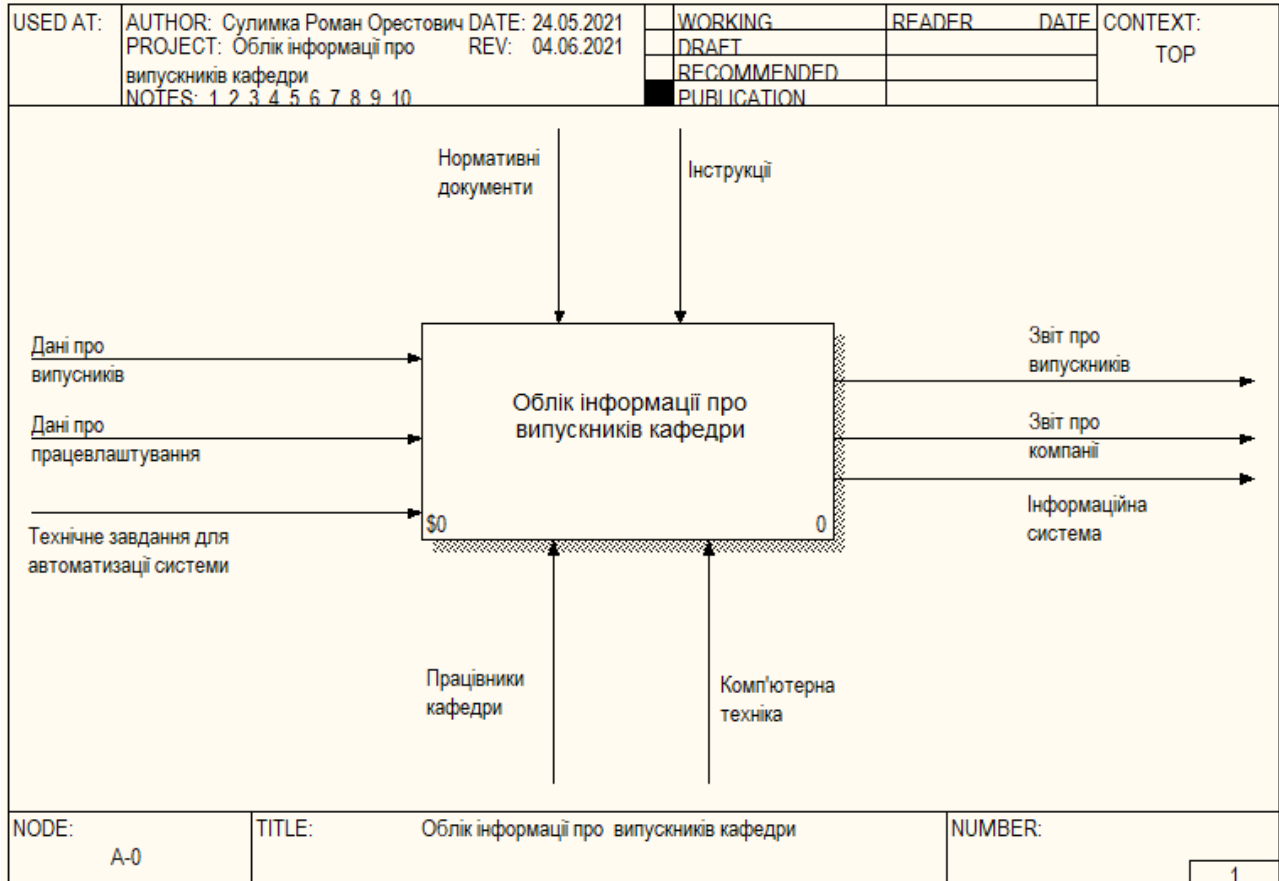 USED AT:
AUTHOR: Сулимка Роман Орестович DATE: 24.05.2021
PROJECT: Облік інформації про REV: 04.06.2021
випускників кафедри
NOTES: 1 2 3 4 5 6 7 8 9 10
WORKING
DRAFT
RECOMMENDED
PUBLICATION
READER DATE
CONTEXT:
TOP
Нормативні
документи
Інструкції
Дані про
випусників
Дані про
працевлаштування
Технічне завдання для
автоматизації системи
Облік інформації про
випускників кафедри
$0 0
Звіт про
випускників
Звіт про
компанії
Інформаційна
система
Працівники
кафедри
Комп'ютерна
техніка
NODE:
A-0
TITLE: Облік інформації про випускників кафедри
NUMBER:
1